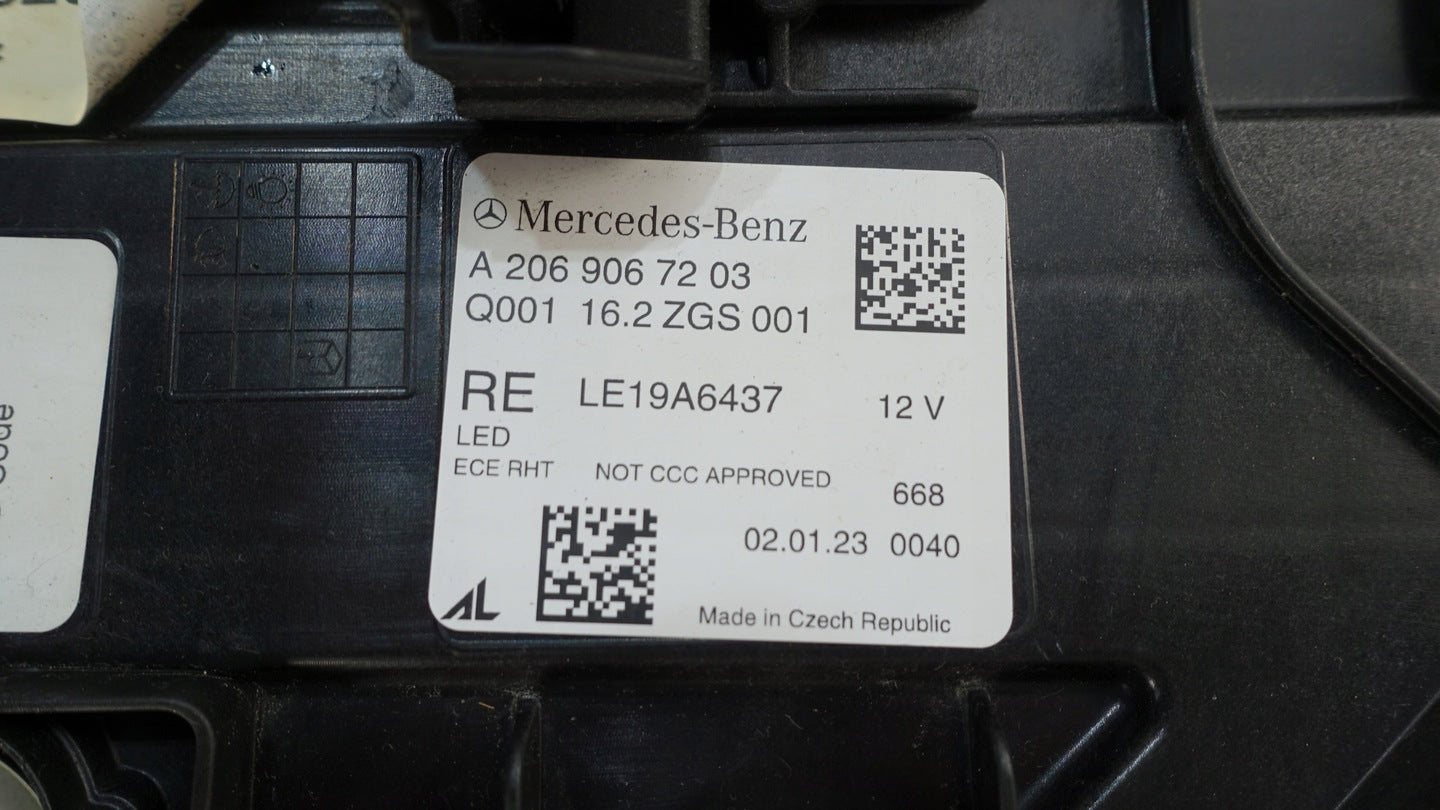 Mercedes-Benz
A 206 906 72 03
Q001 16.2 ZGS 001
RE LE19A6437 12 V
LED
ECE RHT NOT CCC APPROVED
668
02.01.23 0040
AL
Made in Czech Republic